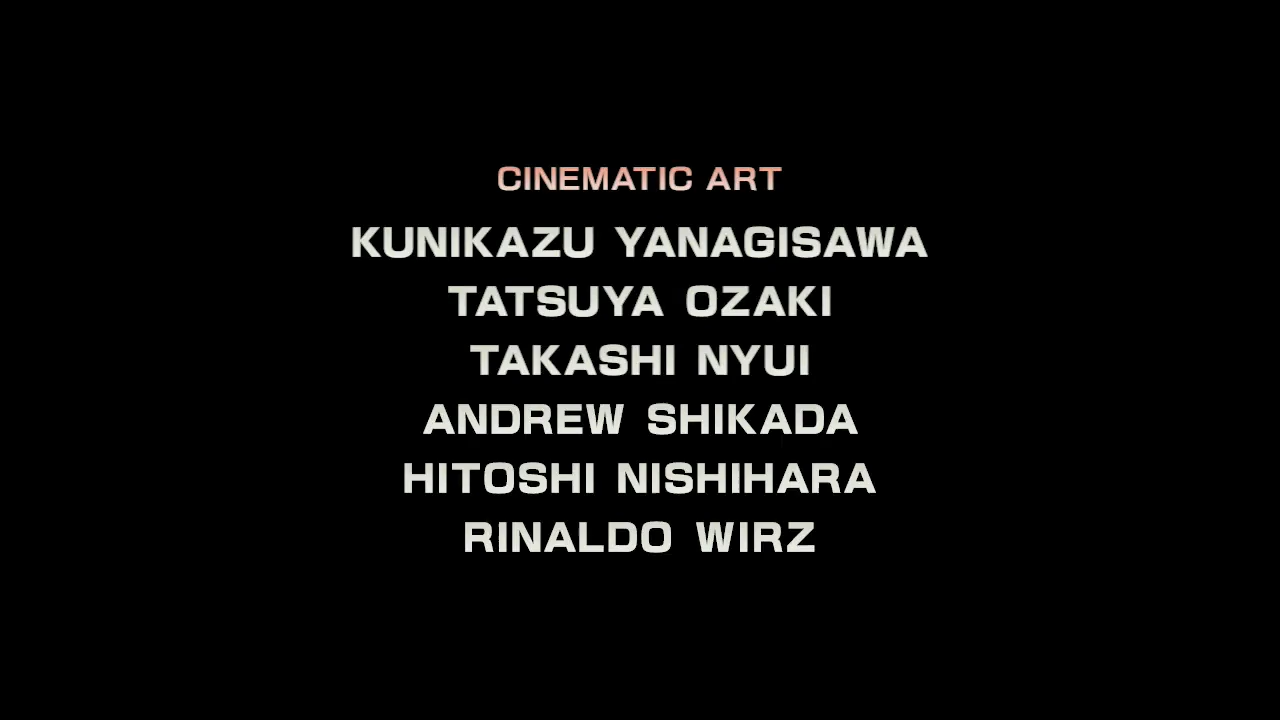 CINEMATIC ART
KUNIKAZU YANAGISAWA
TATSUYA OZAKI
TAKASHI NYUI
ANDREW SHIKADA
HITOSHI NISHIHARA
RINALDO WIRZ